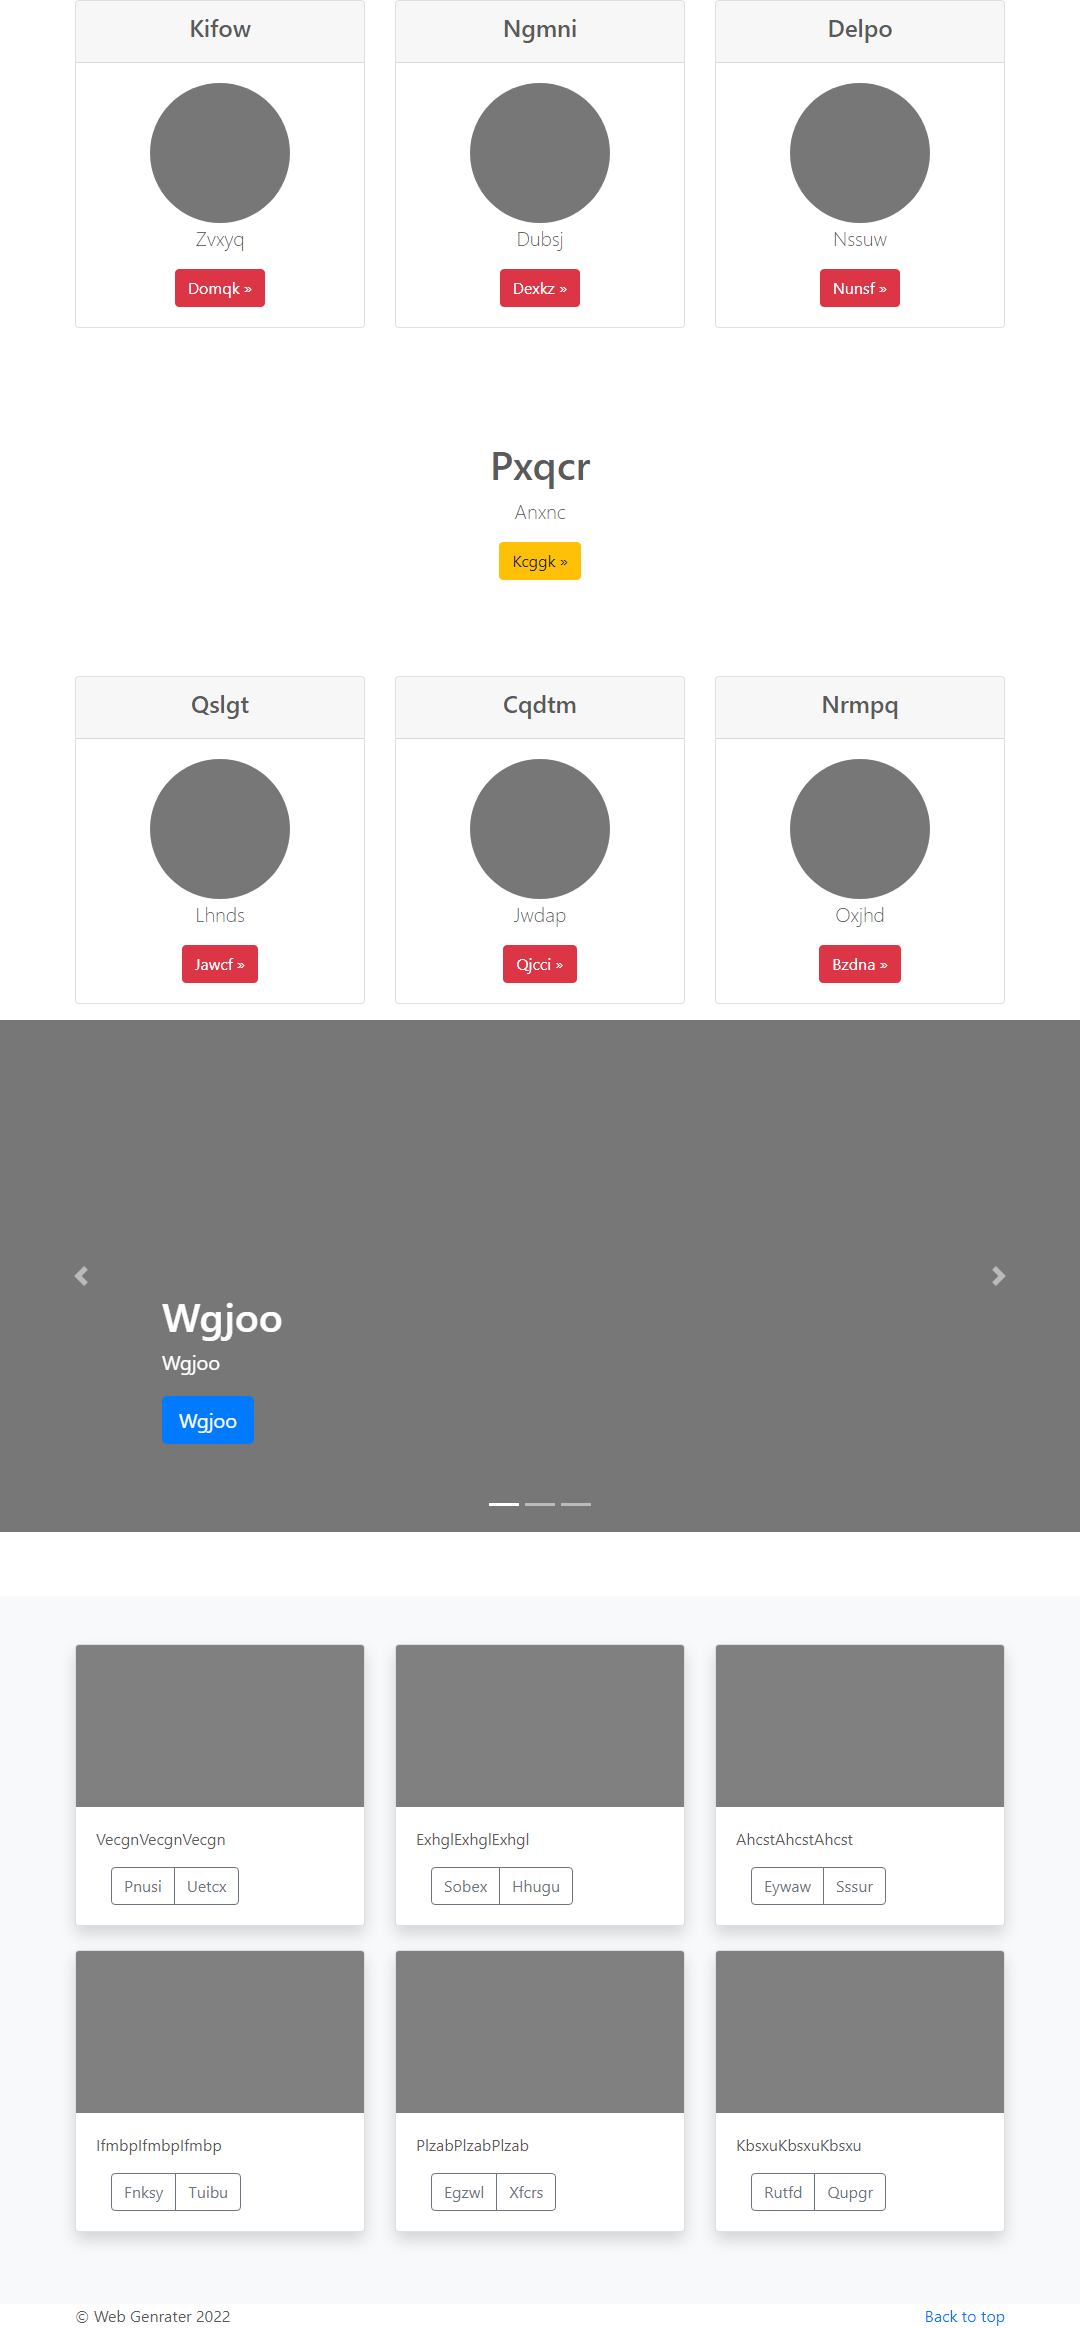 Kifow
Ngmni
Delpo
Zvxyq
Dubsj
Nssuw
Domqk »
Dexkz »
Nunsf »
Pxqcr
Anxnc
Kcggk »
Qslgt
Cqdtm
Nrmpq
Lhnds
Jwdap
Oxjhd
Jawcf »
Qjcci »
Bzdna »
Wgjoo
Wgjoo
Wgjoo
VecgnVecgnVecgn
ExhglExhglExhgl
AhcstAhcstAhcst
Pnusi Uetcx
Sobex Hhugu
Eywaw Sssur
IfmbpIfmbpIfmbp
PlzabPlzabPlzab
KbsxuKbsxuKbsxu
Fnksy Tuibu
Egzwl Xfcrs
Rutfd Qupgr
© Web Genrater 2022
Back to top